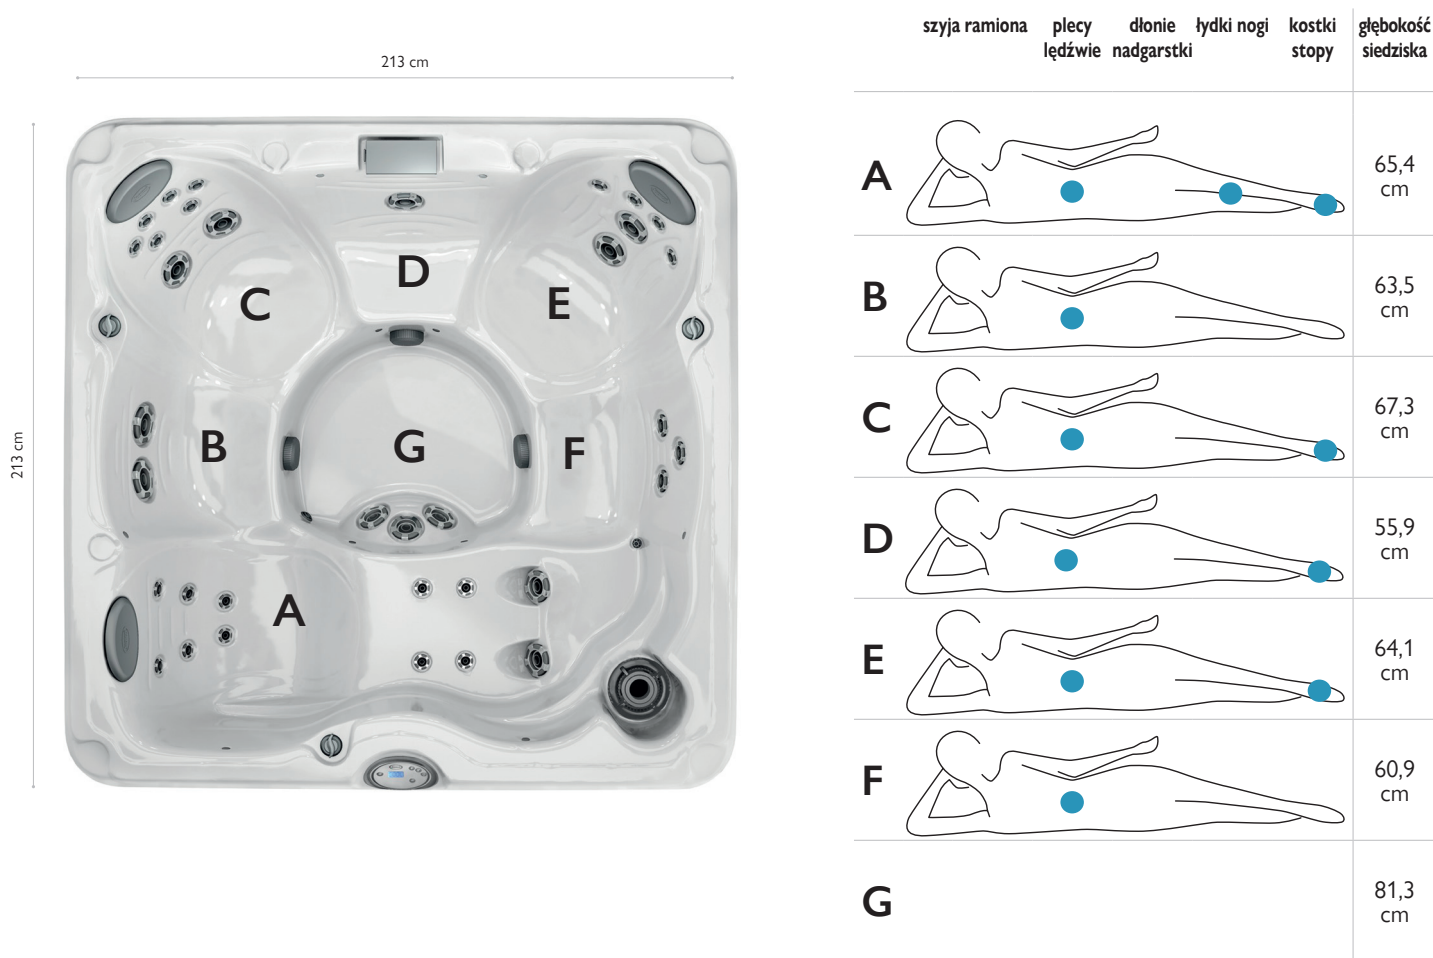 213 cm
213 cm
C
D
E
B
G
F
A
szyja ramiona
plecy
lędźwie
dłonie
nadgarstki
łydki nogi
kostki
stopy
głębokość
siedziska
A
65,4
cm
B
63,5
cm
C
67,3
cm
D
55,9
cm
E
64,1
cm
F
60,9
cm
G
81,3
cm